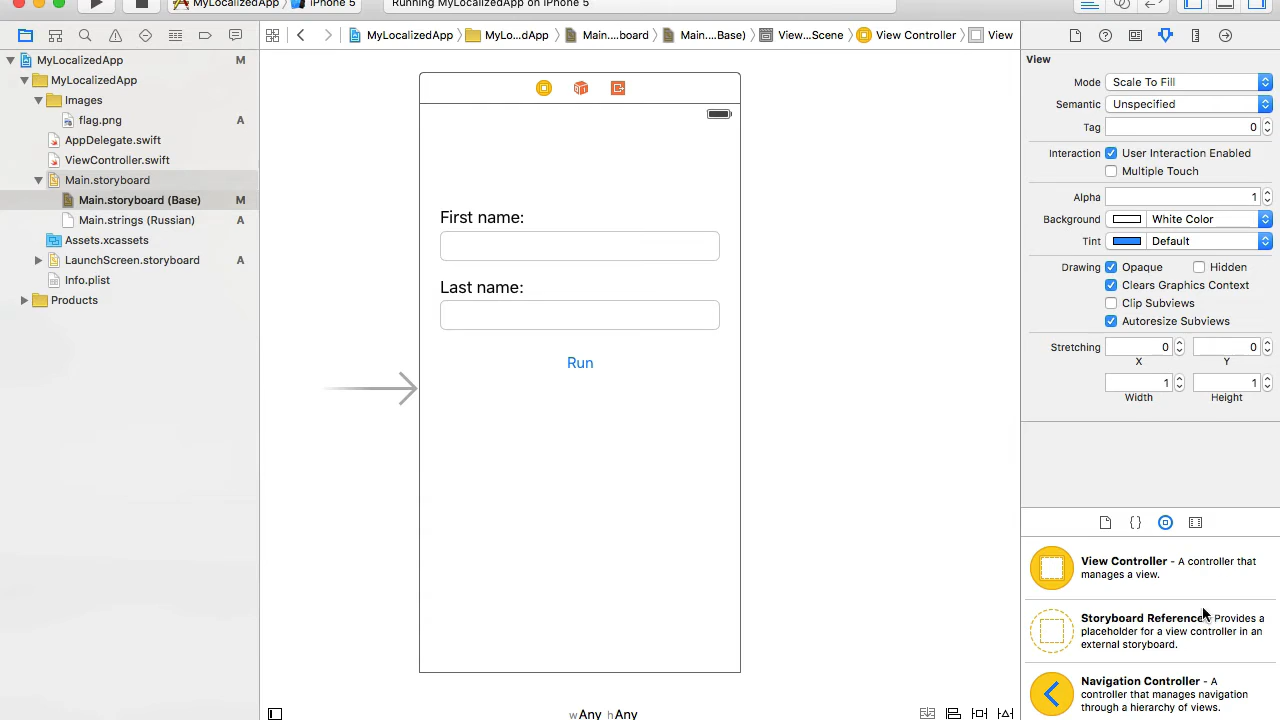 MyLocalizedApp iPhone 5 Running MyLocalizedApp on iPhone 5
MyLocalizedApp MyLo...dApp Main....board Main....Base) View...Scene View Controller View
MyLocalizedApp M
MyLocalizedApp
Images
flag.png A
AppDelegate.swift
ViewController.swift
Main.storyboard
Main.storyboard (Base) M
Main.strings (Russian) A
Assets.xcassets
LaunchScreen.storyboard A
Info.plist
Products
First name:
Last name:
Run
wAny hAny
View
Mode Scale To Fill
Semantic Unspecified
Tag 0
Interaction User Interaction Enabled
Multiple Touch
Alpha 1
Background White Color
Tint Default
Drawing Opaque Hidden
Clears Graphics Context
Clip Subviews
Autoresize Subviews
Stretching 0 0
X Y
1 1
Width Height
{}
View Controller - A controller that
manages a view.
Storyboard Reference - Provides a
placeholder for a view controller in an
external storyboard.
Navigation Controller - A
controller that manages navigation
through a hierarchy of views.